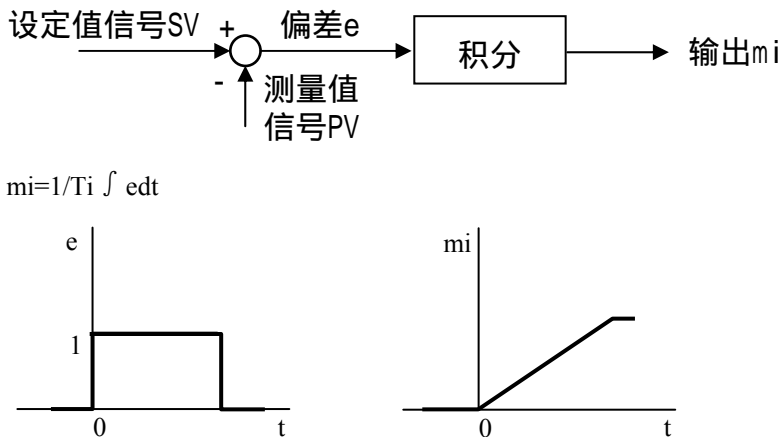 设定值信号SV + 偏差e 积分 输出mi
- 测量值
信号PV
mi=1/Ti ∫ edt
e mi
1
0 t 0 t